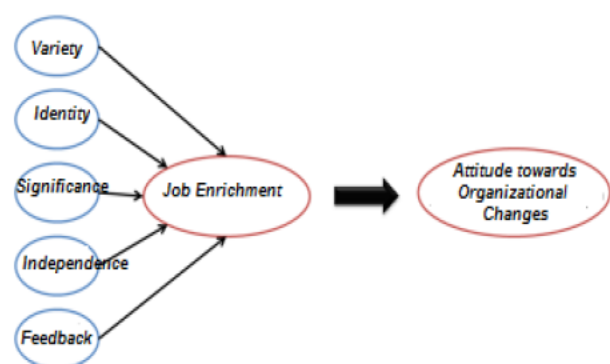 Variety
Identity
Significance
Independence
Feedback
Job Enrichment
Attitude towards
Organizational
Changes